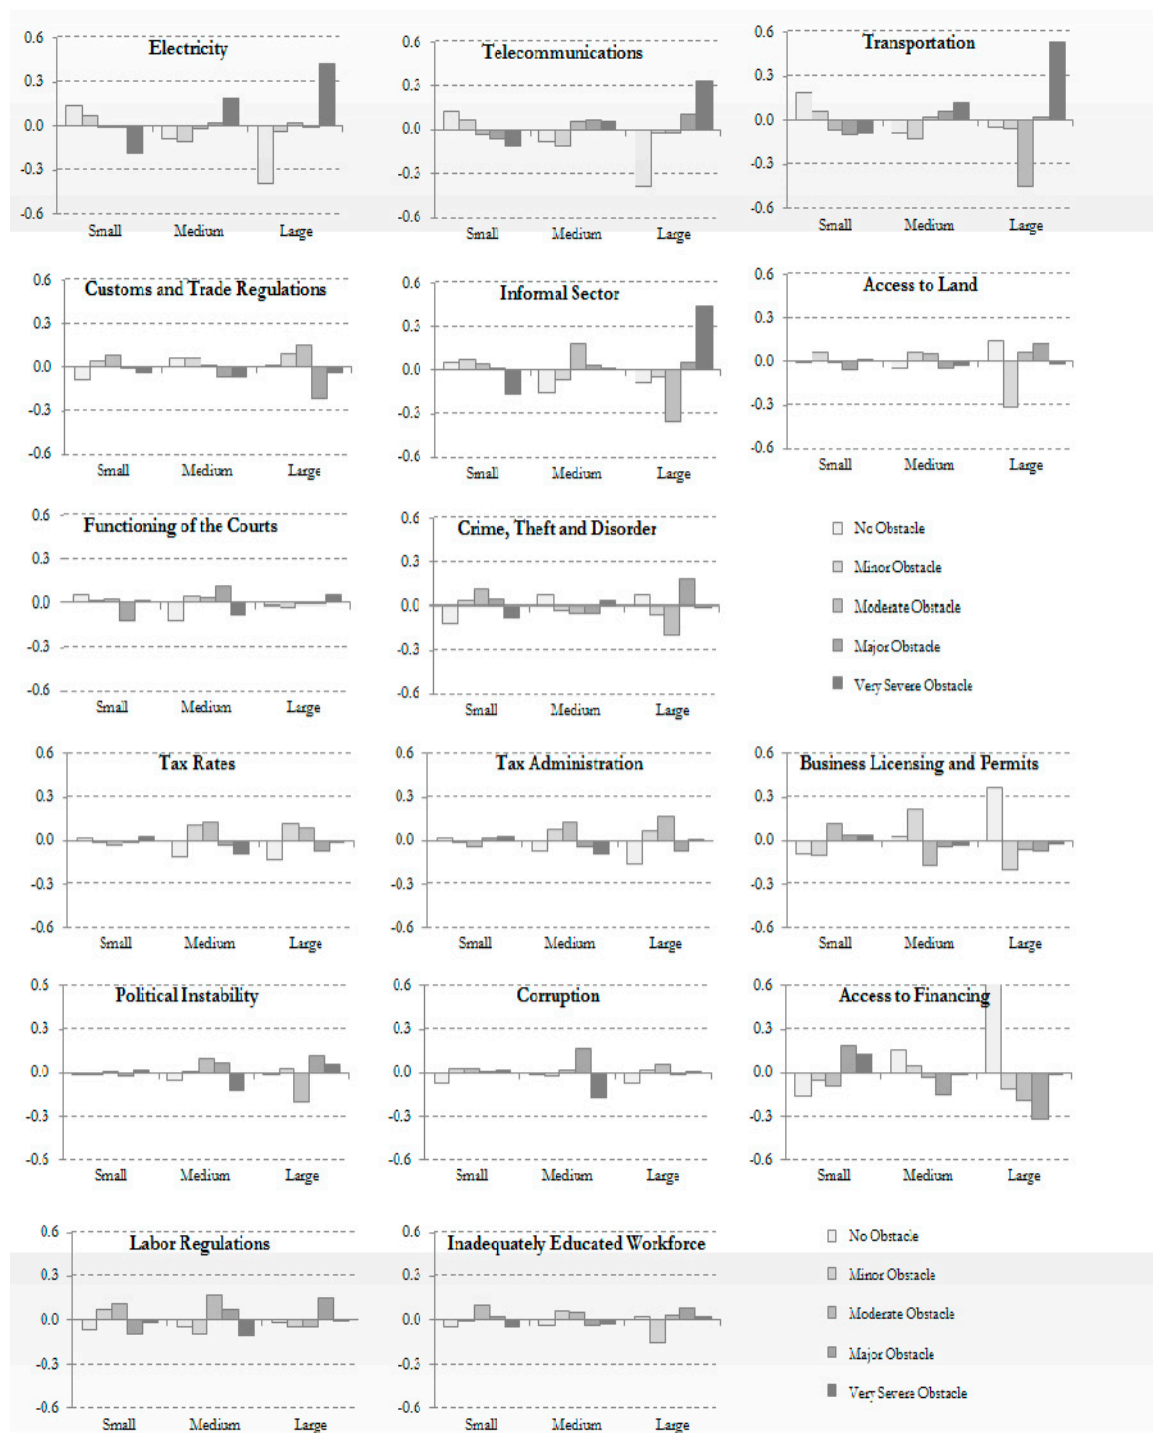 Electricity
0.6
0.3
0.0
-0.3
-0.6
Small Medium Large
Telecommunications
0.6
0.3
0.0
-0.3
-0.6
Small Medium Large
Transportation
0.6
0.3
0.0
-0.3
-0.6
Small Medium Large
Customs and Trade Regulations
0.6
0.3
0.0
-0.3
-0.6
Small Medium Large
Informal Sector
0.6
0.3
0.0
-0.3
-0.6
Small Medium Large
Access to Land
0.6
0.3
0.0
-0.3
-0.6
Small Medium Large
Functioning of the Courts
0.6
0.3
0.0
-0.3
-0.6
Small Medium Large
Crime, Theft and Disorder
0.6
0.3
0.0
-0.3
-0.6
Small Medium Large
No Obstacle
Minor Obstacle
Moderate Obstacle
Major Obstacle
Very Severe Obstacle
Tax Rates
0.6
0.3
0.0
-0.3
-0.6
Small Medium Large
Tax Administration
0.6
0.3
0.0
-0.3
-0.6
Small Medium Large
Business Licensing and Permits
0.6
0.3
0.0
-0.3
-0.6
Small Medium Large
Political Instability
0.6
0.3
0.0
-0.3
-0.6
Small Medium Large
Corruption
0.6
0.3
0.0
-0.3
-0.6
Small Medium Large
Access to Financing
0.6
0.3
0.0
-0.3
-0.6
Small Medium Large
Labor Regulations
0.6
0.3
0.0
-0.3
-0.6
Small Medium Large
Inadequately Educated Workforce
0.6
0.3
0.0
-0.3
-0.6
Small Medium Large
No Obstacle
Minor Obstacle
Moderate Obstacle
Major Obstacle
Very Severe Obstacle